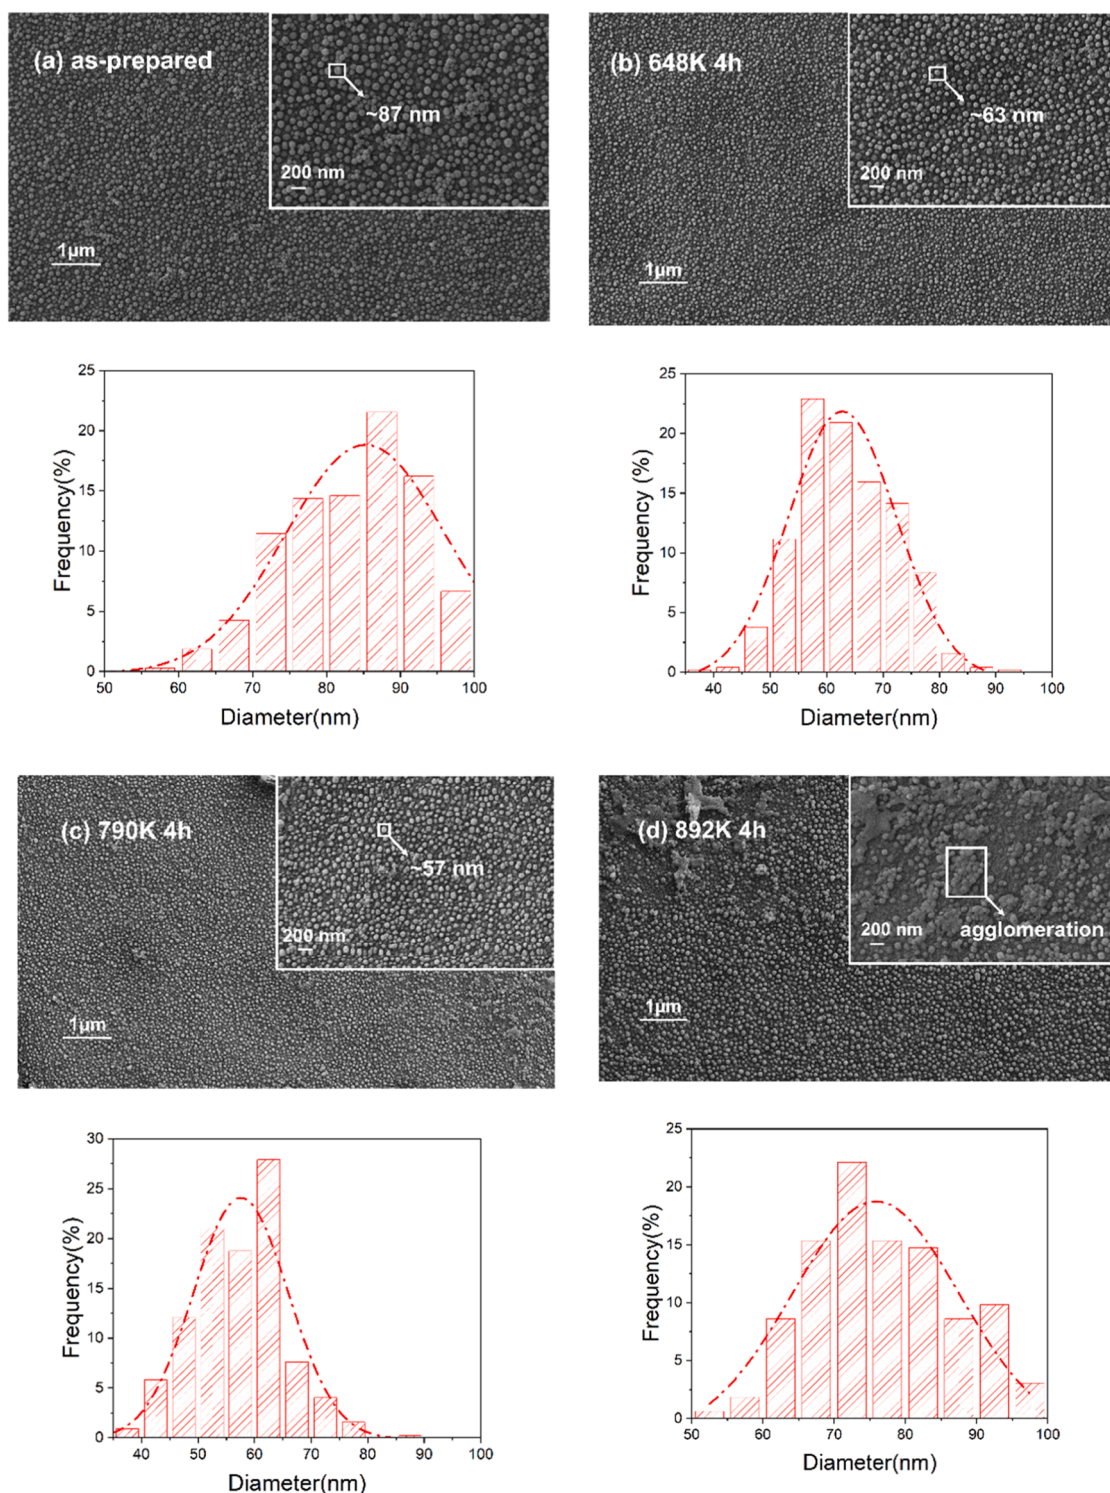 (a) as-prepared
~87 nm
200 nm
1μm
(b) 648K 4h
~63 nm
200 nm
1μm
25
20
15
10
5
0
Frequency(%)
50 60 70 80 90 100
Diameter(nm)
25
20
15
10
5
0
Frequency (%)
40 50 60 70 80 90 100
Diameter(nm)
(c) 790K 4h
~57 nm
200 nm
1μm
(d) 892K 4h
200 nm
agglomeration
1μm
30
25
20
15
10
5
0
Frequency(%)
40 50 60 70 80 90 100
Diameter(nm)
25
20
15
10
5
0
Frequency(%)
50 60 70 80 90 100
Diameter(nm)